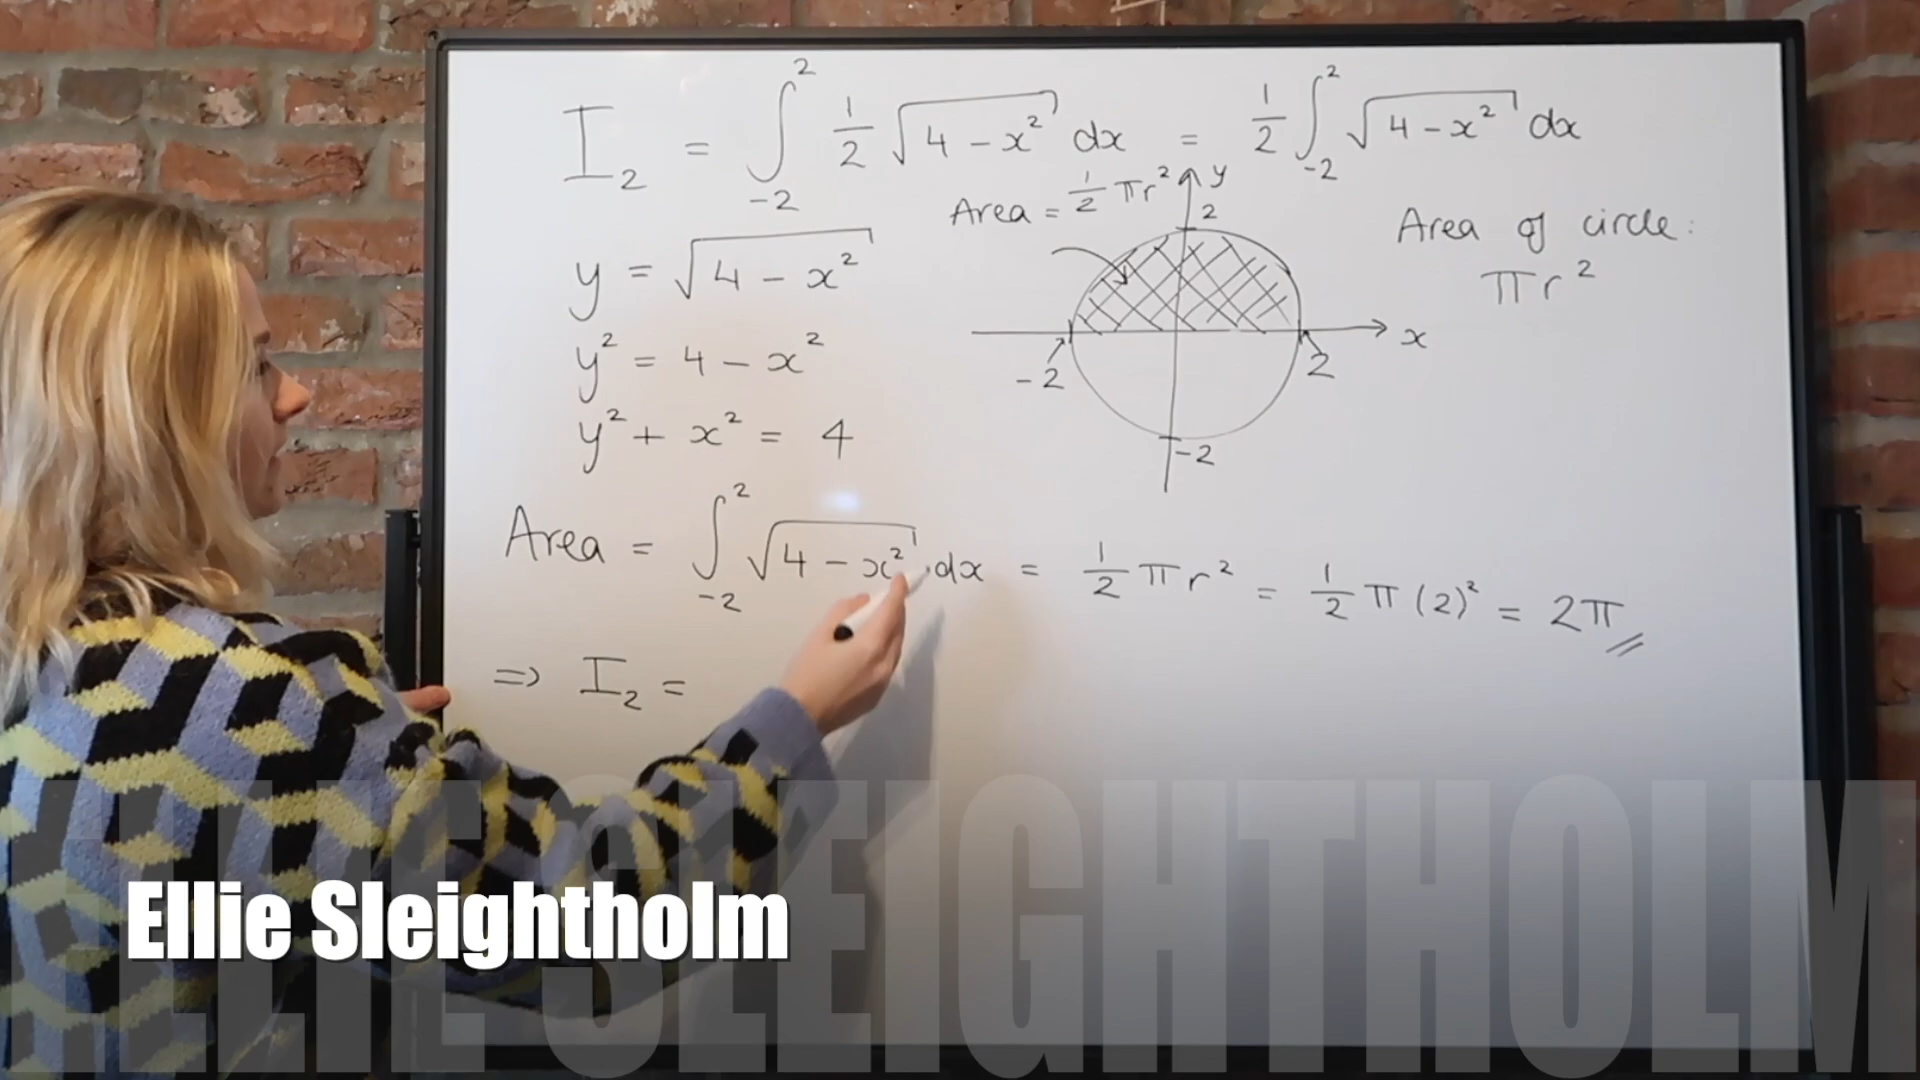 I₂ = ∫₋₂² 1/2 √(4 - x²) dx = 1/2 ∫₋₂² √(4 - x²) dx
Area = 1/2 πr²
y
2
Area of circle:
πr²
y = √(4 - x²)
x
-2
2
y² = 4 - x²
y² + x² = 4
-2
Area = ∫₋₂² √(4 - x²) dx = 1/2 πr² = 1/2 π(2)² = 2π
⇒ I₂ =
ELLIE SLEIGHTHOLM
Ellie Sleightholm